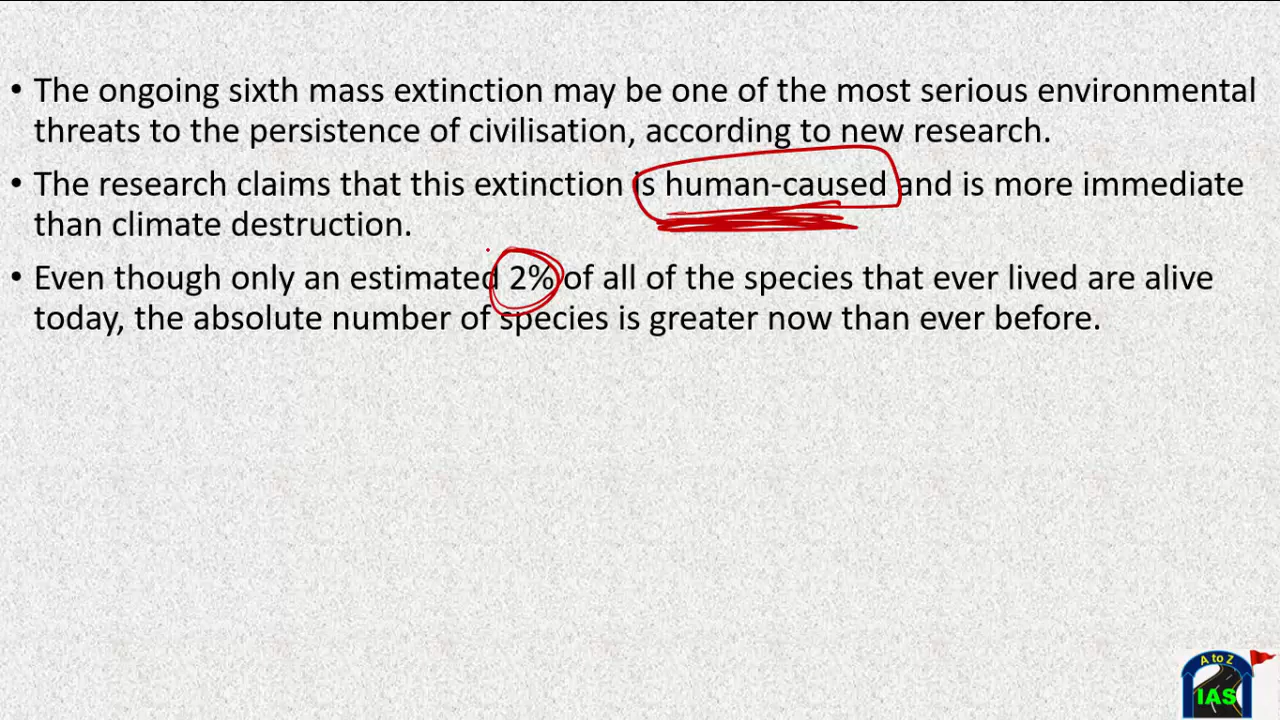 • The ongoing sixth mass extinction may be one of the most serious environmental
threats to the persistence of civilisation, according to new research.
• The research claims that this extinction is human-caused and is more immediate
than climate destruction.
• Even though only an estimated 2% of all of the species that ever lived are alive
today, the absolute number of species is greater now than ever before.
A to Z
IAS